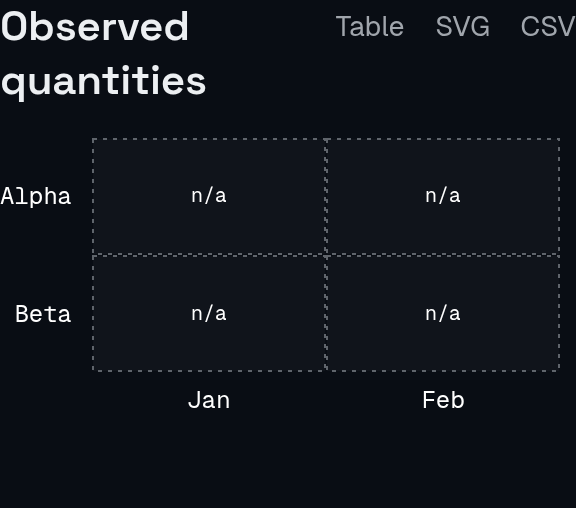 Observed
quantities
Table SVG CSV
Alpha n/a n/a
Beta n/a n/a
Jan Feb